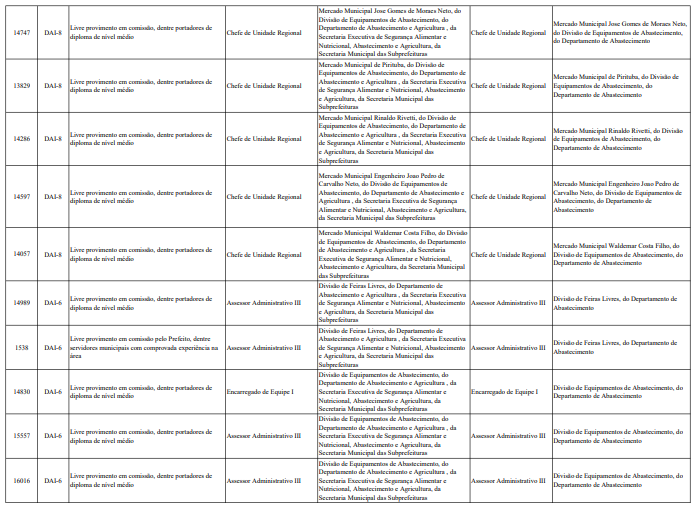 14747 DAI-8 Livre provimento em comissão, dentre portadores de diploma de nível médio Chefe de Unidade Regional Mercado Municipal Jose Gomes de Moraes Neto, do Divisão de Equipamentos de Abastecimento, do Departamento de Abastecimento e Agricultura , da Secretaria Executiva de Segurança Alimentar e Nutricional, Abastecimento e Agricultura, da Secretaria Municipal das Subprefeituras Chefe de Unidade Regional Mercado Municipal Jose Gomes de Moraes Neto, do Divisão de Equipamentos de Abastecimento, do Departamento de Abastecimento
13829 DAI-8 Livre provimento em comissão, dentre portadores de diploma de nível médio Chefe de Unidade Regional Mercado Municipal de Pirituba, do Divisão de Equipamentos de Abastecimento, do Departamento de Abastecimento e Agricultura , da Secretaria Executiva de Segurança Alimentar e Nutricional, Abastecimento e Agricultura, da Secretaria Municipal das Subprefeituras Chefe de Unidade Regional Mercado Municipal de Pirituba, do Divisão de Equipamentos de Abastecimento, do Departamento de Abastecimento
14286 DAI-8 Livre provimento em comissão, dentre portadores de diploma de nível médio Chefe de Unidade Regional Mercado Municipal Rinaldo Rivetti, do Divisão de Equipamentos de Abastecimento, do Departamento de Abastecimento e Agricultura , da Secretaria Executiva de Segurança Alimentar e Nutricional, Abastecimento e Agricultura, da Secretaria Municipal das Subprefeituras Chefe de Unidade Regional Mercado Municipal Rinaldo Rivetti, do Divisão de Equipamentos de Abastecimento, do Departamento de Abastecimento
14597 DAI-8 Livre provimento em comissão, dentre portadores de diploma de nível médio Chefe de Unidade Regional Mercado Municipal Engenheiro Joao Pedro de Carvalho Neto, do Divisão de Equipamentos de Abastecimento, do Departamento de Abastecimento e Agricultura , da Secretaria Executiva de Segurança Alimentar e Nutricional, Abastecimento e Agricultura, da Secretaria Municipal das Subprefeituras Chefe de Unidade Regional Mercado Municipal Engenheiro Joao Pedro de Carvalho Neto, do Divisão de Equipamentos de Abastecimento, do Departamento de Abastecimento
14057 DAI-8 Livre provimento em comissão, dentre portadores de diploma de nível médio Chefe de Unidade Regional Mercado Municipal Waldemar Costa Filho, do Divisão de Equipamentos de Abastecimento, do Departamento de Abastecimento e Agricultura , da Secretaria Executiva de Segurança Alimentar e Nutricional, Abastecimento e Agricultura, da Secretaria Municipal das Subprefeituras Chefe de Unidade Regional Mercado Municipal Waldemar Costa Filho, do Divisão de Equipamentos de Abastecimento, do Departamento de Abastecimento
14989 DAI-6 Livre provimento em comissão, dentre portadores de diploma de nível médio Assessor Administrativo III Divisão de Feiras Livres, do Departamento de Abastecimento e Agricultura , da Secretaria Executiva de Segurança Alimentar e Nutricional, Abastecimento e Agricultura, da Secretaria Municipal das Subprefeituras Assessor Administrativo III Divisão de Feiras Livres, do Departamento de Abastecimento
1538 DAI-6 Livre provimento em comissão pelo Prefeito, dentre servidores municipais com comprovada experiência na área Assessor Administrativo III Divisão de Feiras Livres, do Departamento de Abastecimento e Agricultura , da Secretaria Executiva de Segurança Alimentar e Nutricional, Abastecimento e Agricultura, da Secretaria Municipal das Subprefeituras Assessor Administrativo III Divisão de Feiras Livres, do Departamento de Abastecimento
14830 DAI-6 Livre provimento em comissão, dentre portadores de diploma de nível médio Encarregado de Equipe I Divisão de Equipamentos de Abastecimento, do Departamento de Abastecimento e Agricultura , da Secretaria Executiva de Segurança Alimentar e Nutricional, Abastecimento e Agricultura, da Secretaria Municipal das Subprefeituras Encarregado de Equipe I Divisão de Equipamentos de Abastecimento, do Departamento de Abastecimento
15557 DAI-6 Livre provimento em comissão, dentre portadores de diploma de nível médio Assessor Administrativo III Divisão de Equipamentos de Abastecimento, do Departamento de Abastecimento e Agricultura , da Secretaria Executiva de Segurança Alimentar e Nutricional, Abastecimento e Agricultura, da Secretaria Municipal das Subprefeituras Assessor Administrativo III Divisão de Equipamentos de Abastecimento, do Departamento de Abastecimento
16016 DAI-6 Livre provimento em comissão, dentre portadores de diploma de nível médio Assessor Administrativo III Divisão de Equipamentos de Abastecimento, do Departamento de Abastecimento e Agricultura , da Secretaria Executiva de Segurança Alimentar e Nutricional, Abastecimento e Agricultura, da Secretaria Municipal das Subprefeituras Assessor Administrativo III Divisão de Equipamentos de Abastecimento, do Departamento de Abastecimento